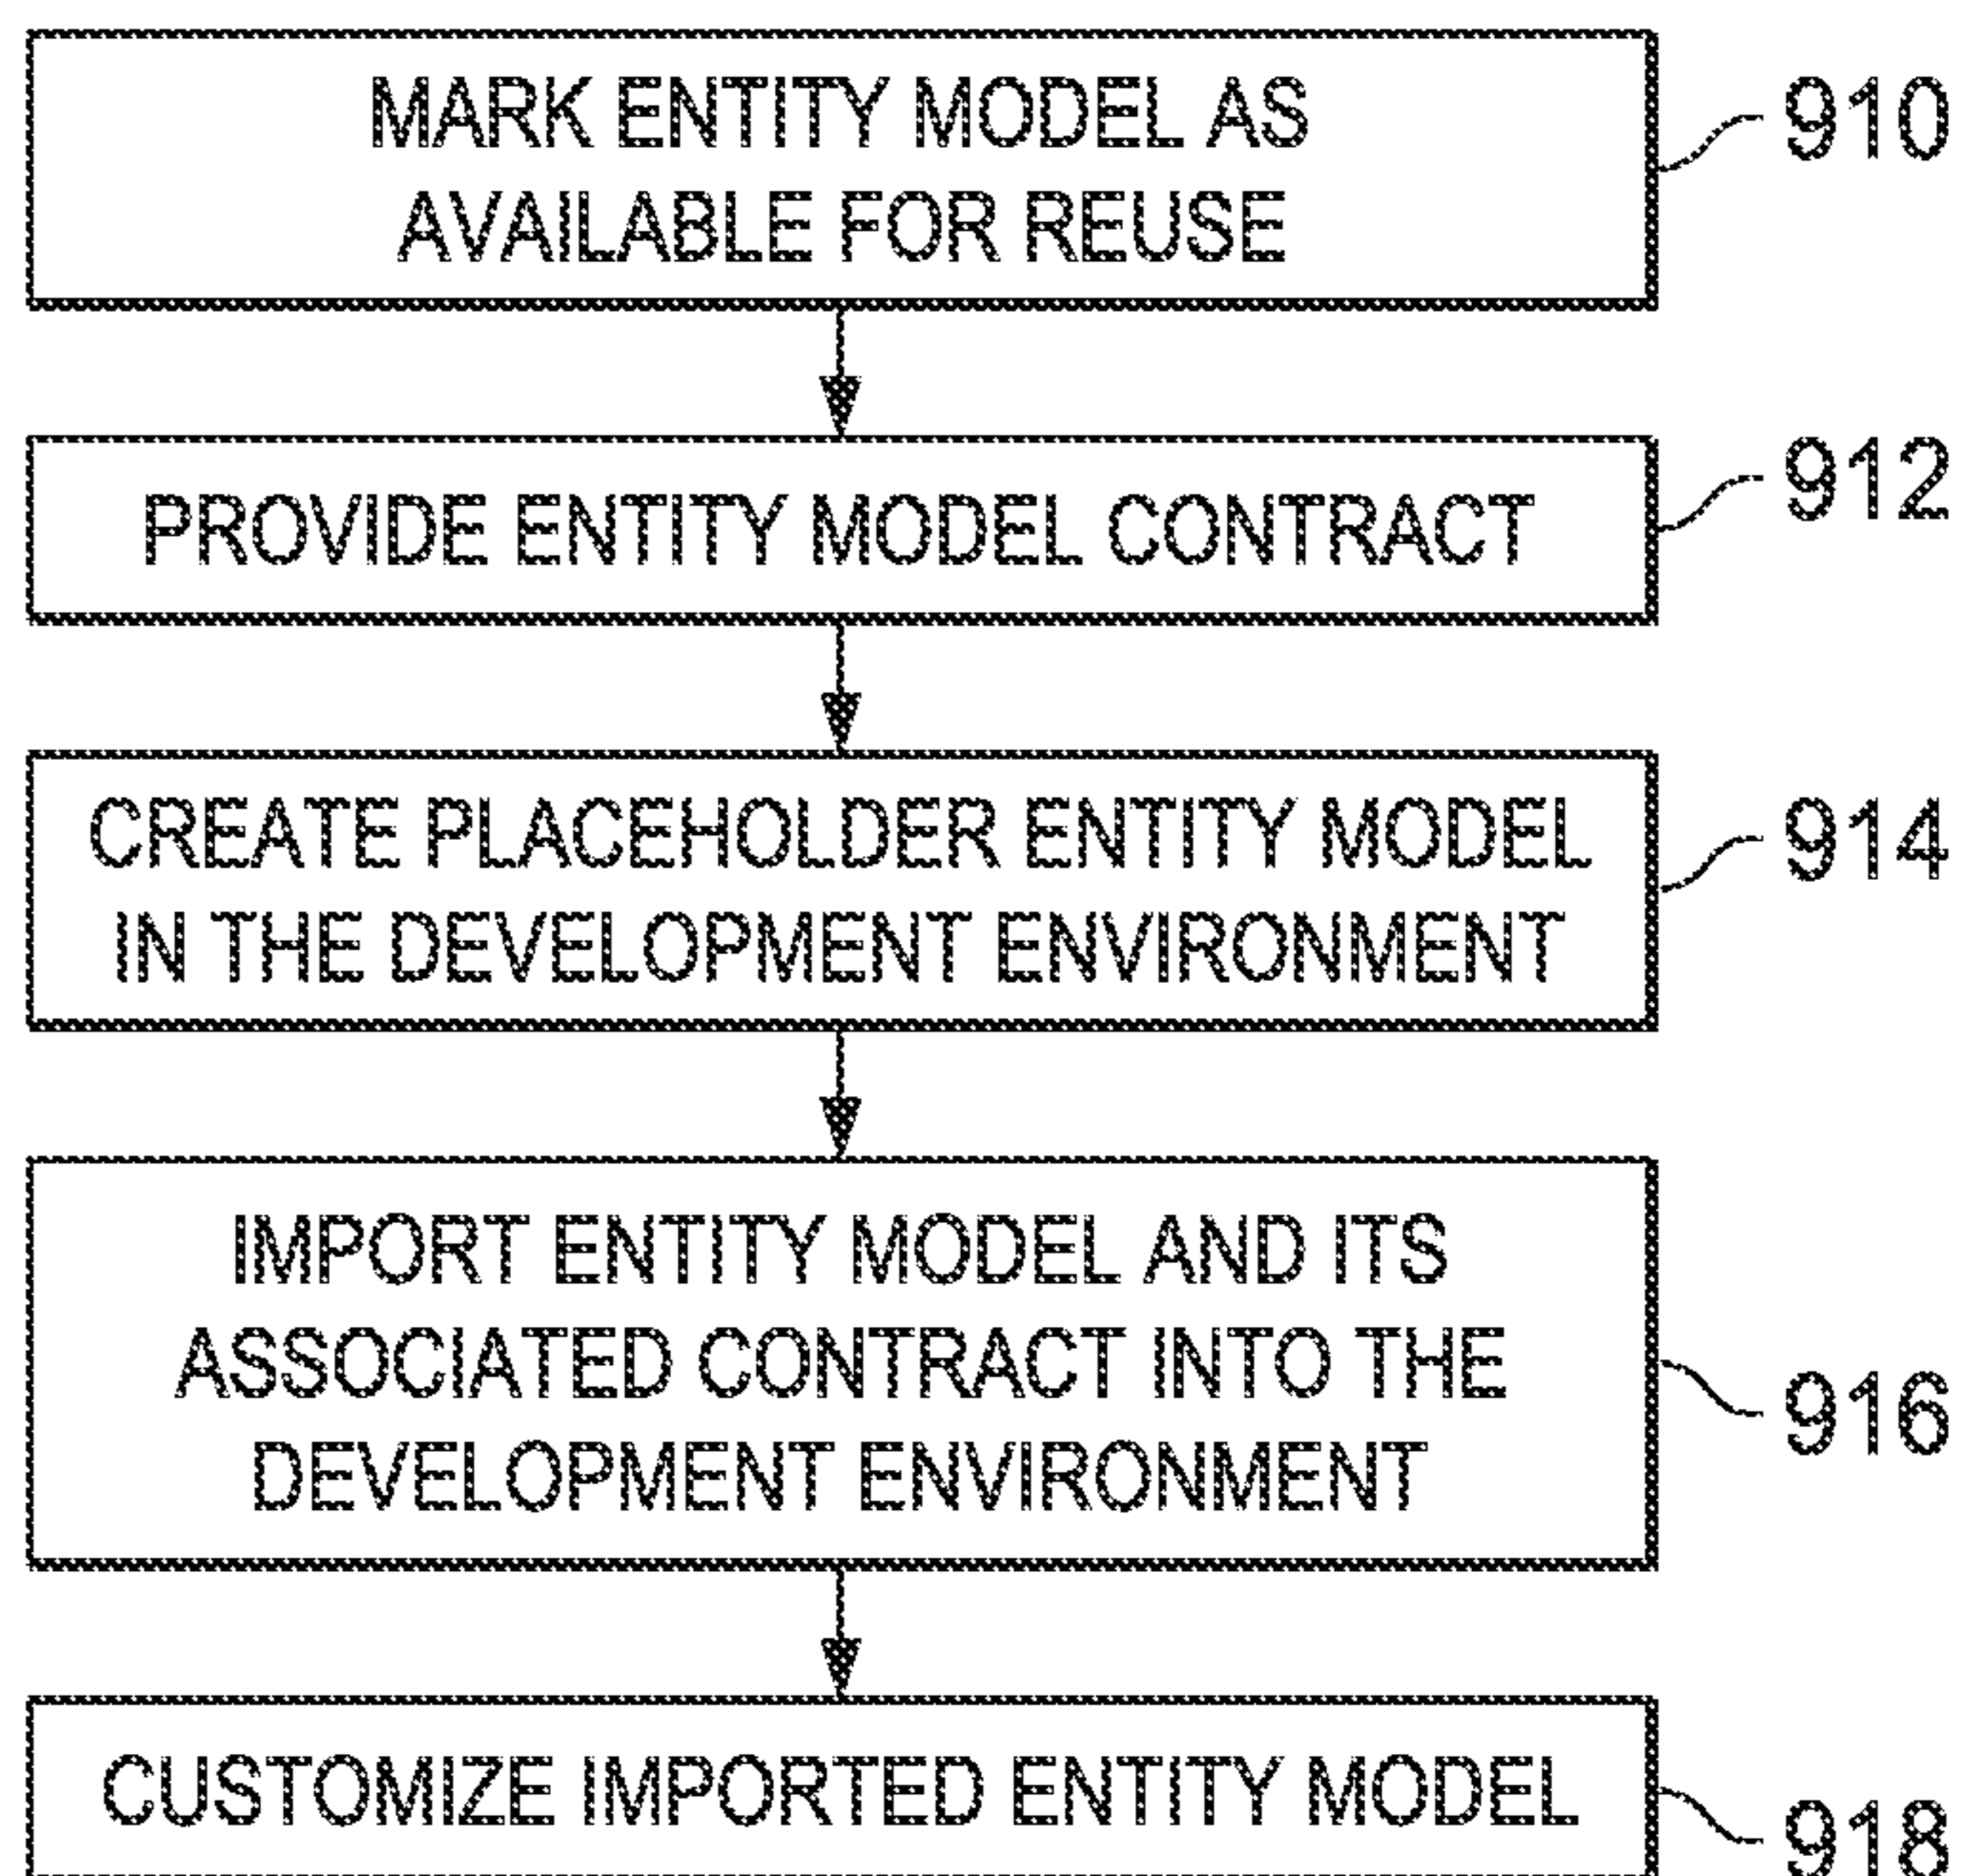 MARK ENTITY MODEL AS
AVAILABLE FOR REUSE
910
PROVIDE ENTITY MODEL CONTRACT
912
CREATE PLACEHOLDER ENTITY MODEL
IN THE DEVELOPMENT ENVIRONMENT
914
IMPORT ENTITY MODEL AND ITS
ASSOCIATED CONTRACT INTO THE
DEVELOPMENT ENVIRONMENT
916
CUSTOMIZE IMPORTED ENTITY MODEL
918